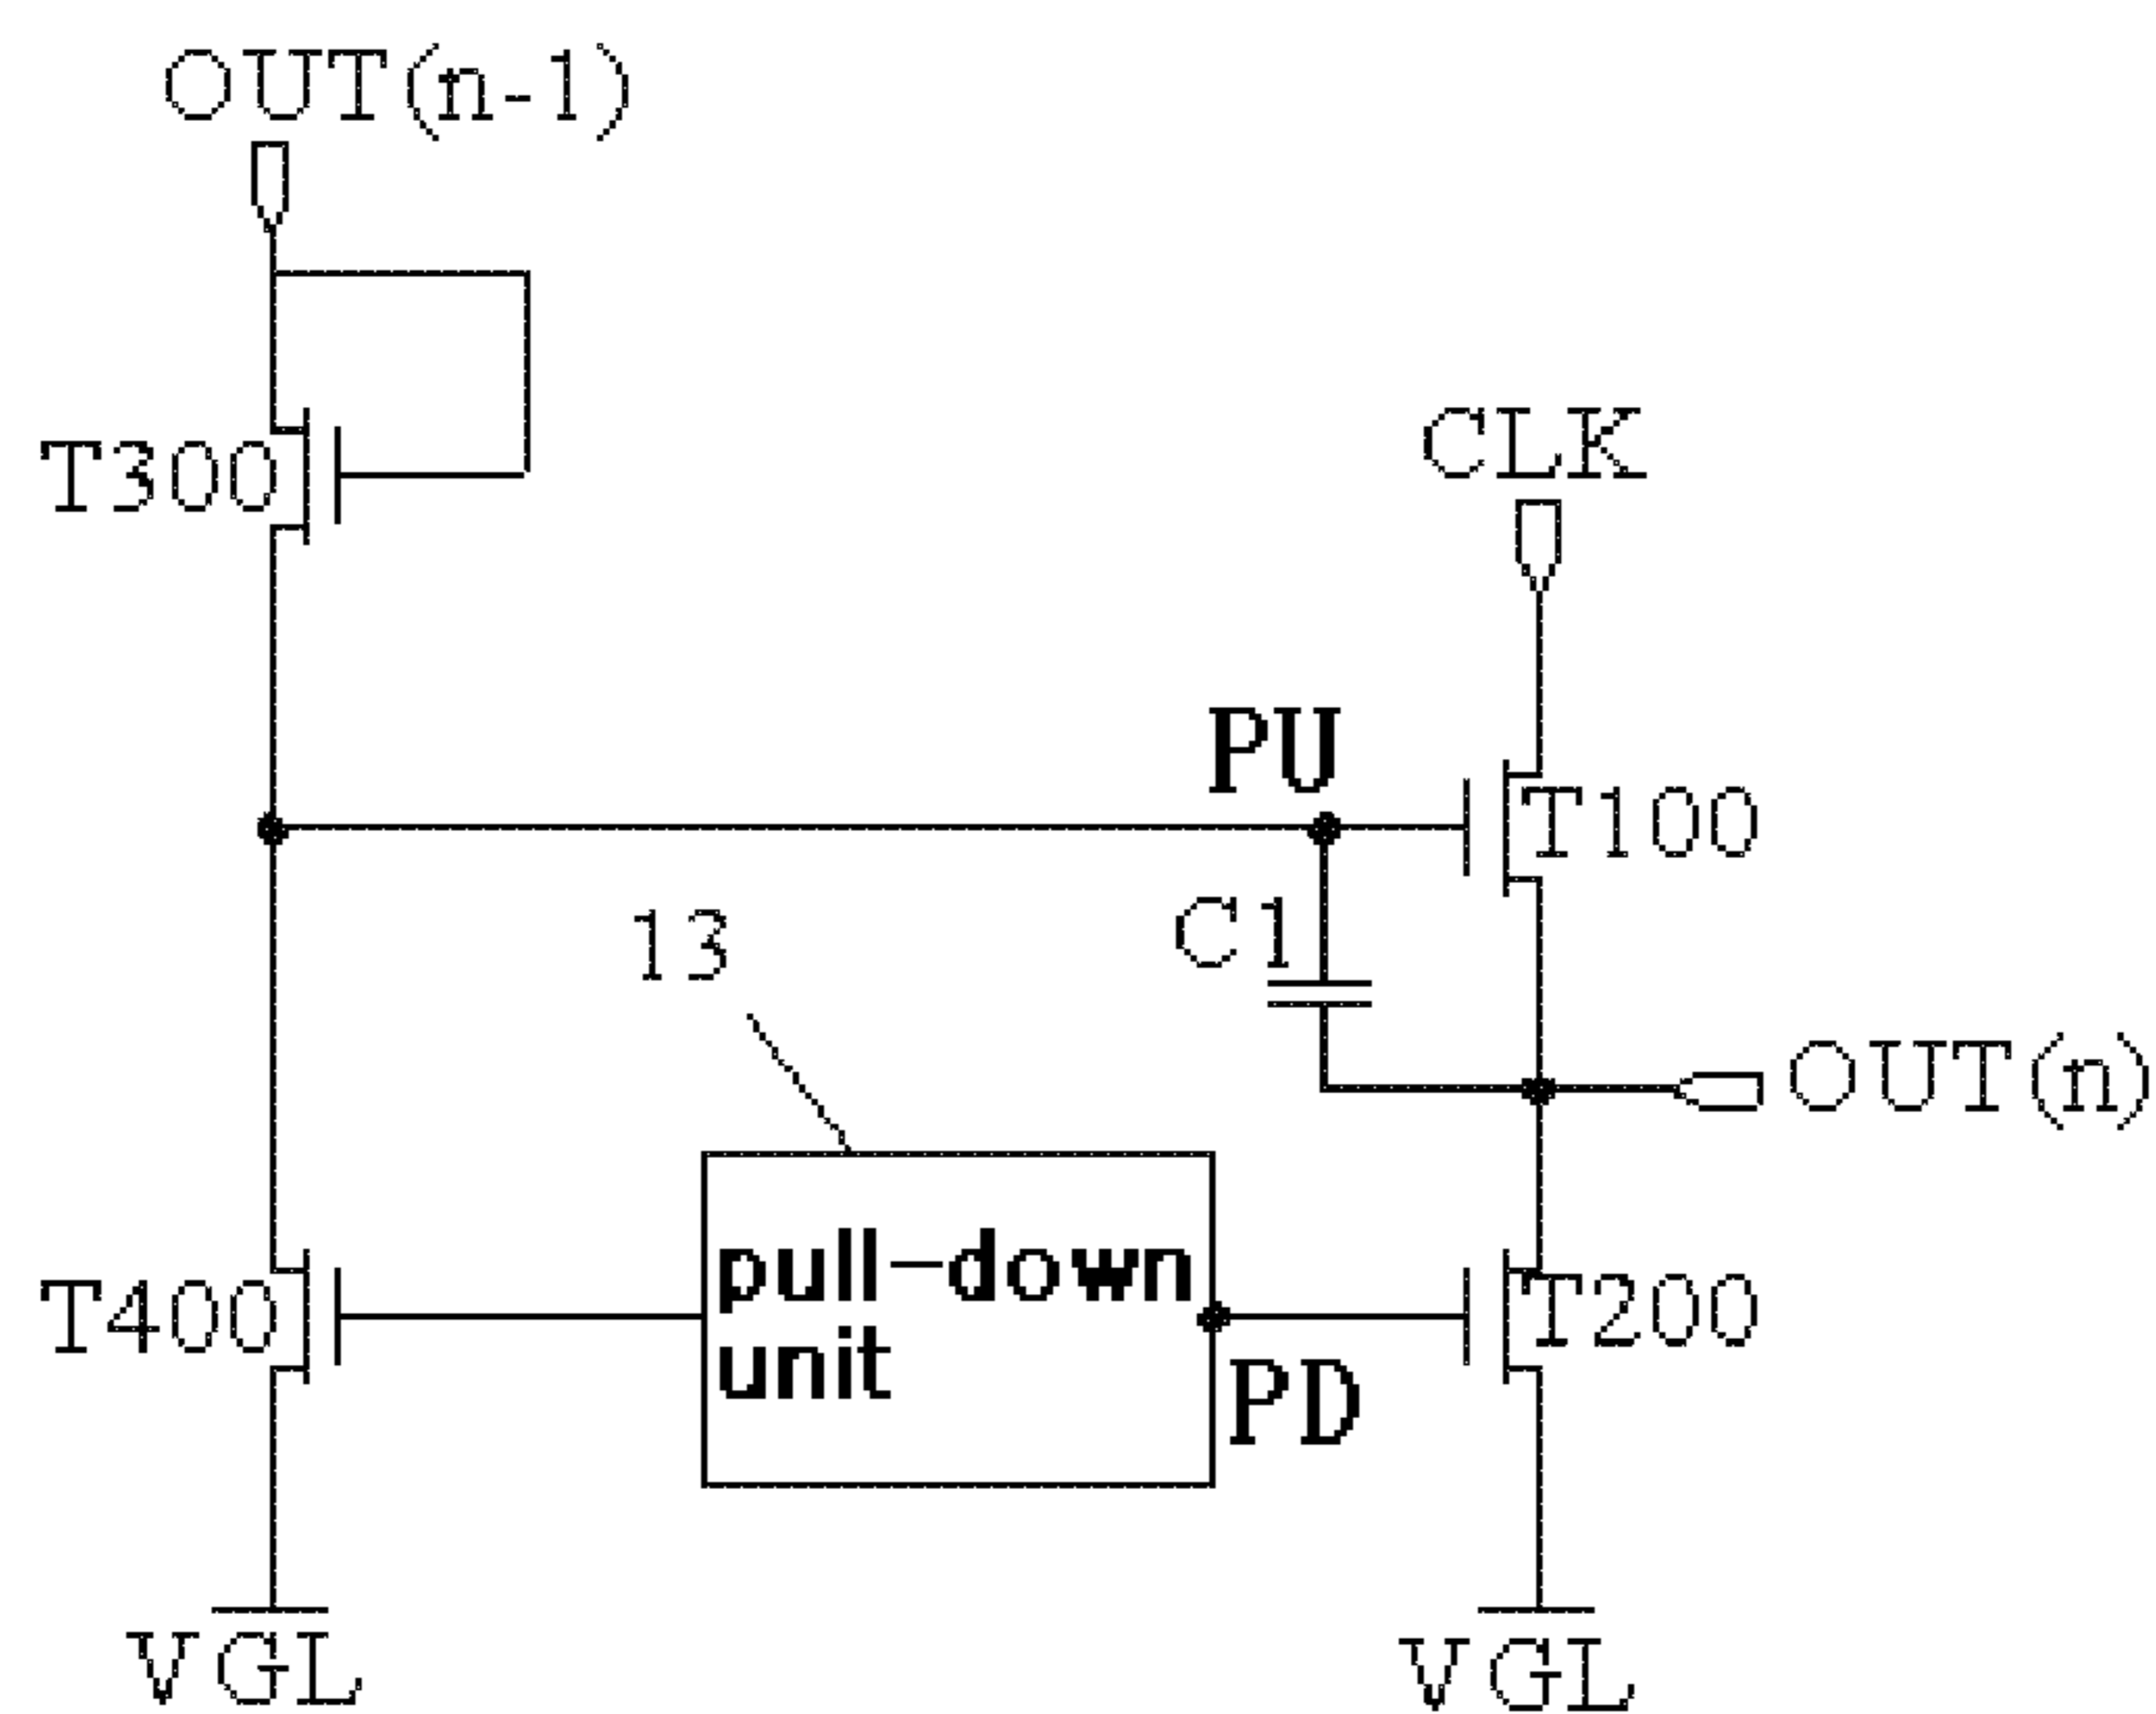 OUT(n-1)
T300
CLK
PU
T100
13
C1
OUT(n)
pull-down
unit
T400
T200
PD
VGL
VGL